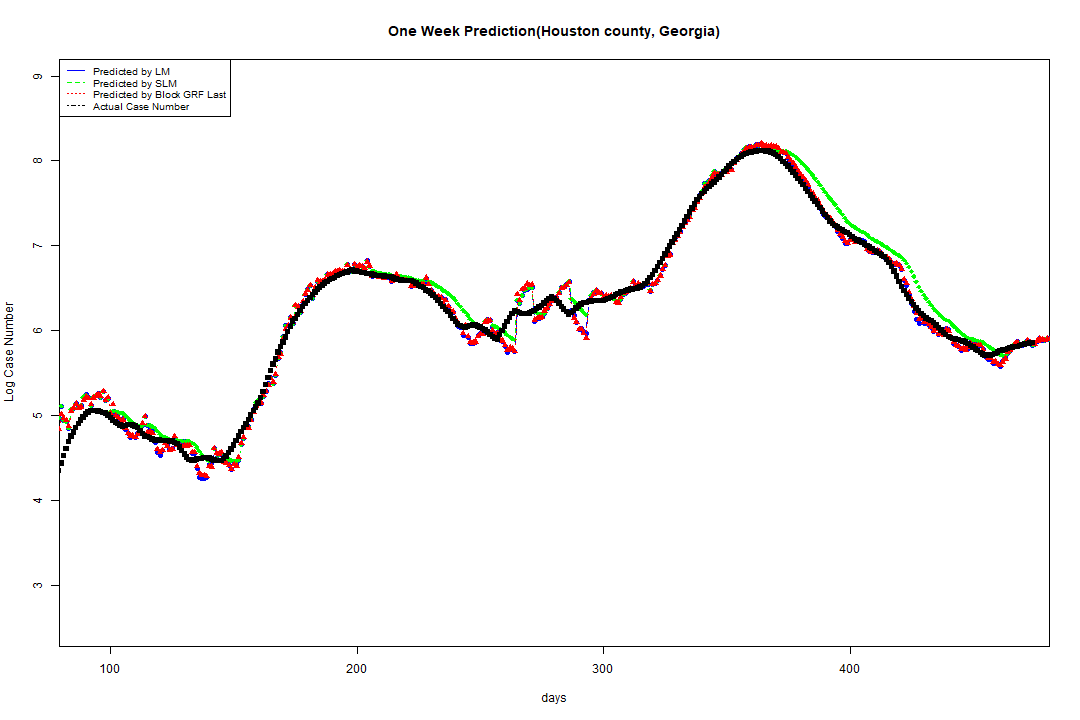 One Week Prediction(Houston county, Georgia)
Predicted by LM
Predicted by SLM
Predicted by Block GRF Last
Actual Case Number
9
8
7
6
5
4
3
Log Case Number
100 200 300 400
days